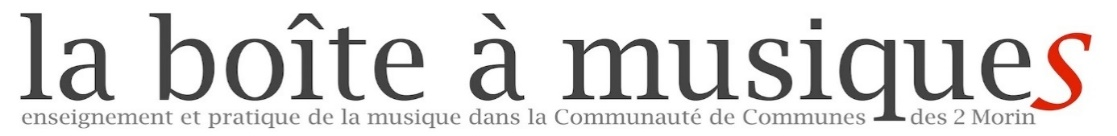 la boîte à musiques
enseignement et pratique de la musique dans la Communauté de Communes des 2 Morin